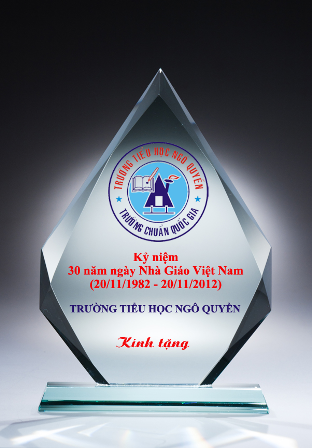 TRƯỜNG TIỂU HỌC NGÔ QUYỀN
TRƯỜNG CHUẨN QUỐC GIA
Kỷ niệm
30 năm ngày Nhà Giáo Việt Nam
(20/11/1982 - 20/11/2012)
TRƯỜNG TIỂU HỌC NGÔ QUYỀN
Kính tặng